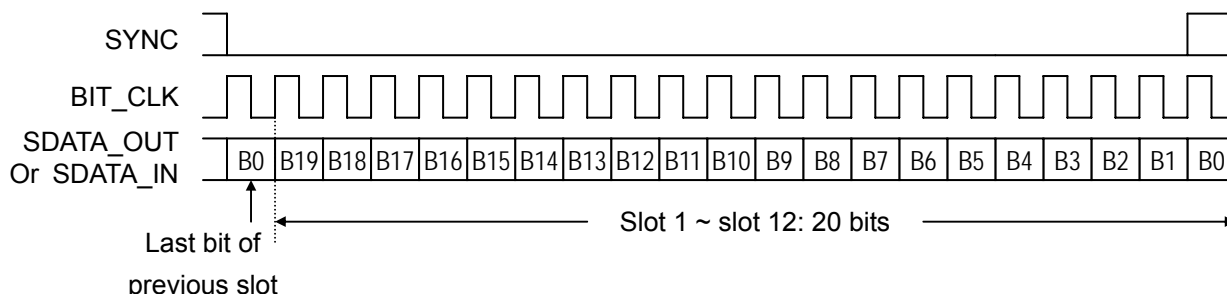 SYNC
BIT_CLK
SDATA_OUT
Or SDATA_IN
B0 B19 B18 B17 B16 B15 B14 B13 B12 B11 B10 B9 B8 B7 B6 B5 B4 B3 B2 B1 B0
Slot 1 ~ slot 12: 20 bits
Last bit of
previous slot